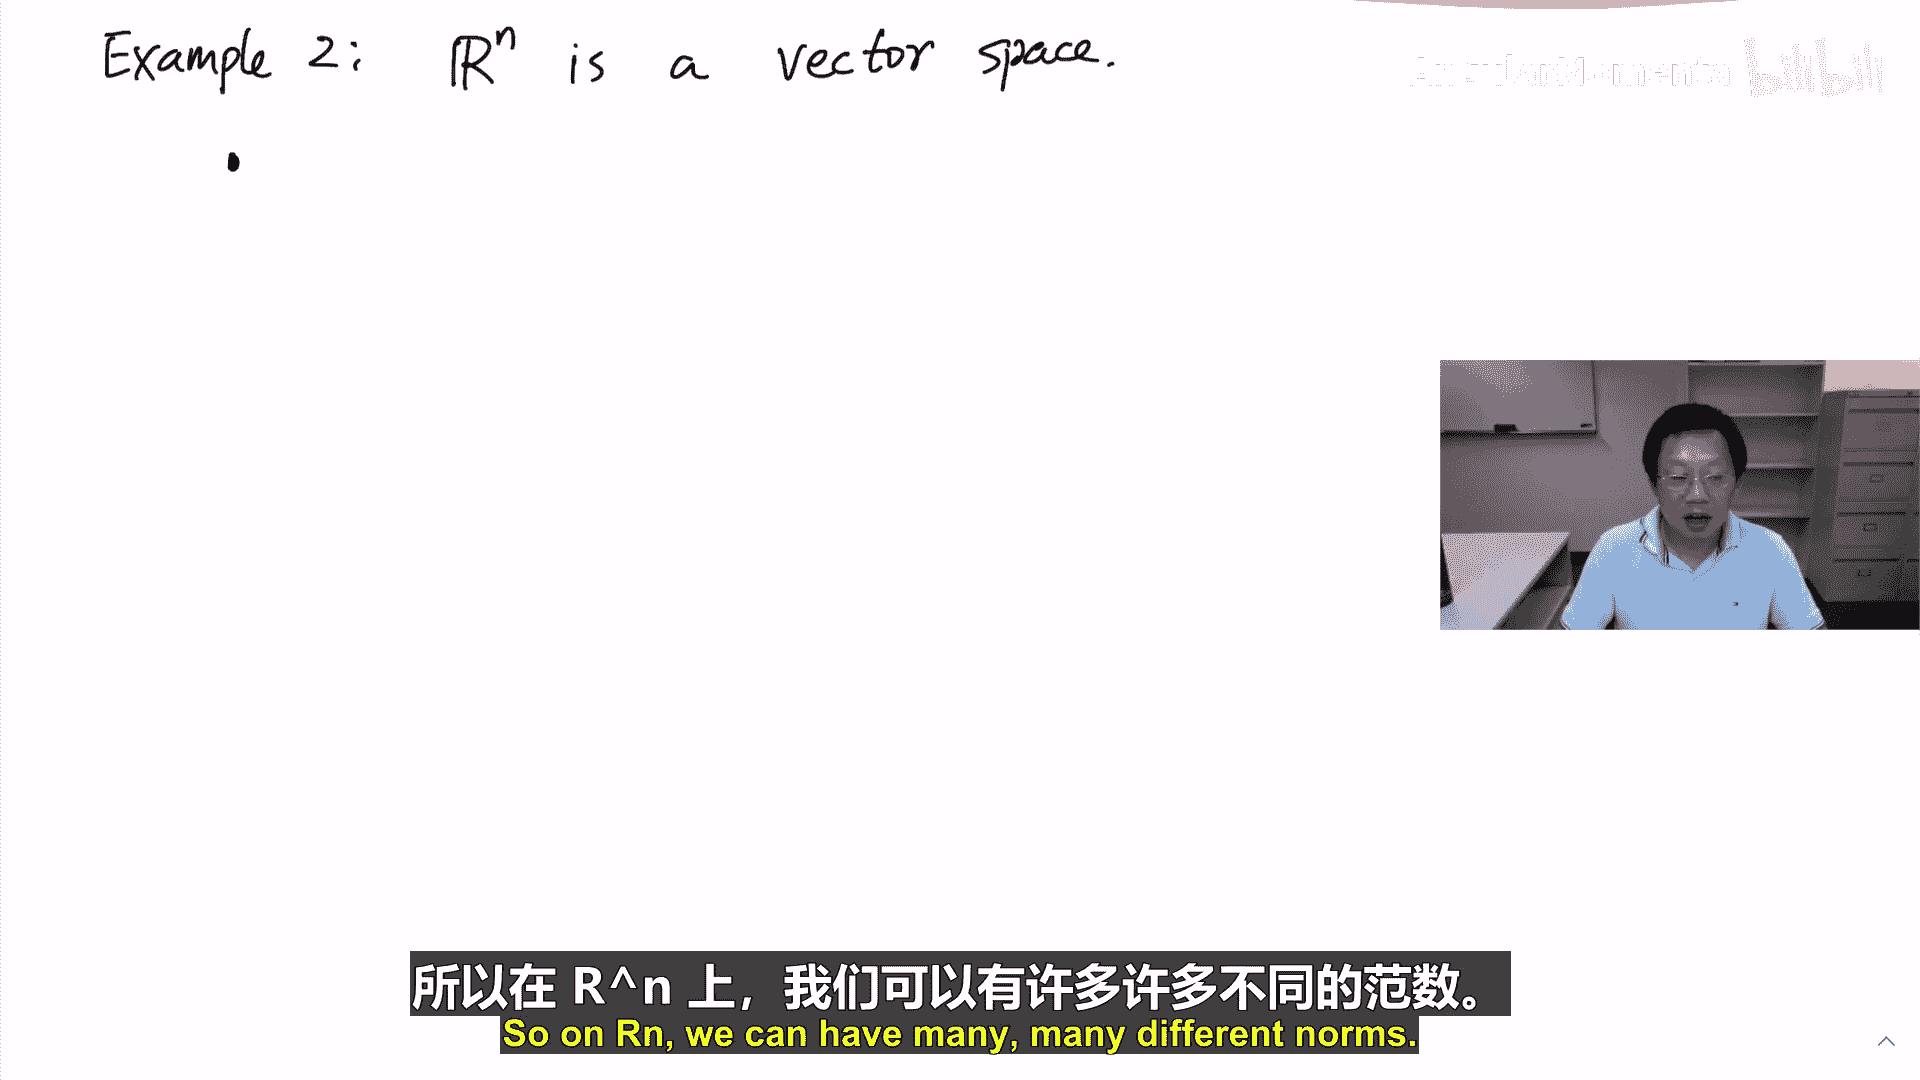 Example 2: ℝⁿ is a vector space.
bilibili
所以在 R^n 上，我们可以有许多许多不同的范数。
So on Rn, we can have many, many different norms.